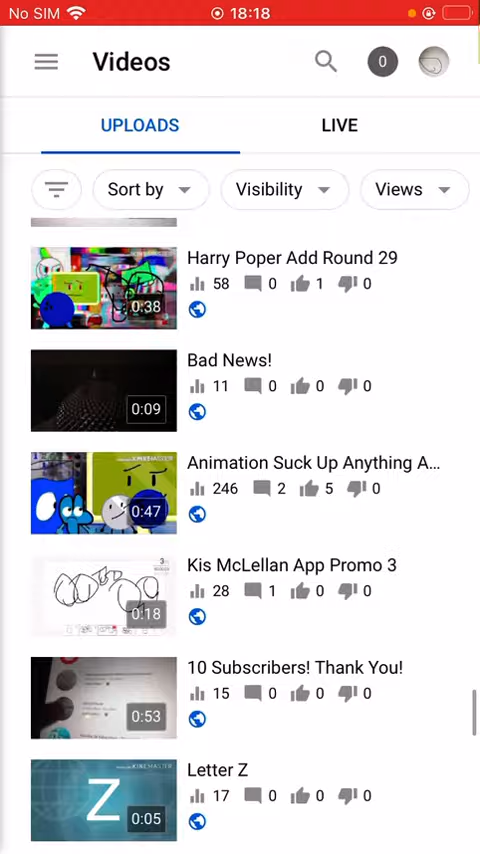 No SIM 18:18
Videos 0
UPLOADS LIVE
Sort by Visibility Views
Harry Poper Add Round 29
58 0 1 0
0:38
Bad News!
11 0 0 0
0:09
Animation Suck Up Anything A...
246 2 5 0
0:47
Kis McLellan App Promo 3
28 1 0 0
0:18
10 Subscribers! Thank You!
15 0 0 0
0:53
Letter Z
17 0 0 0
Z
0:05